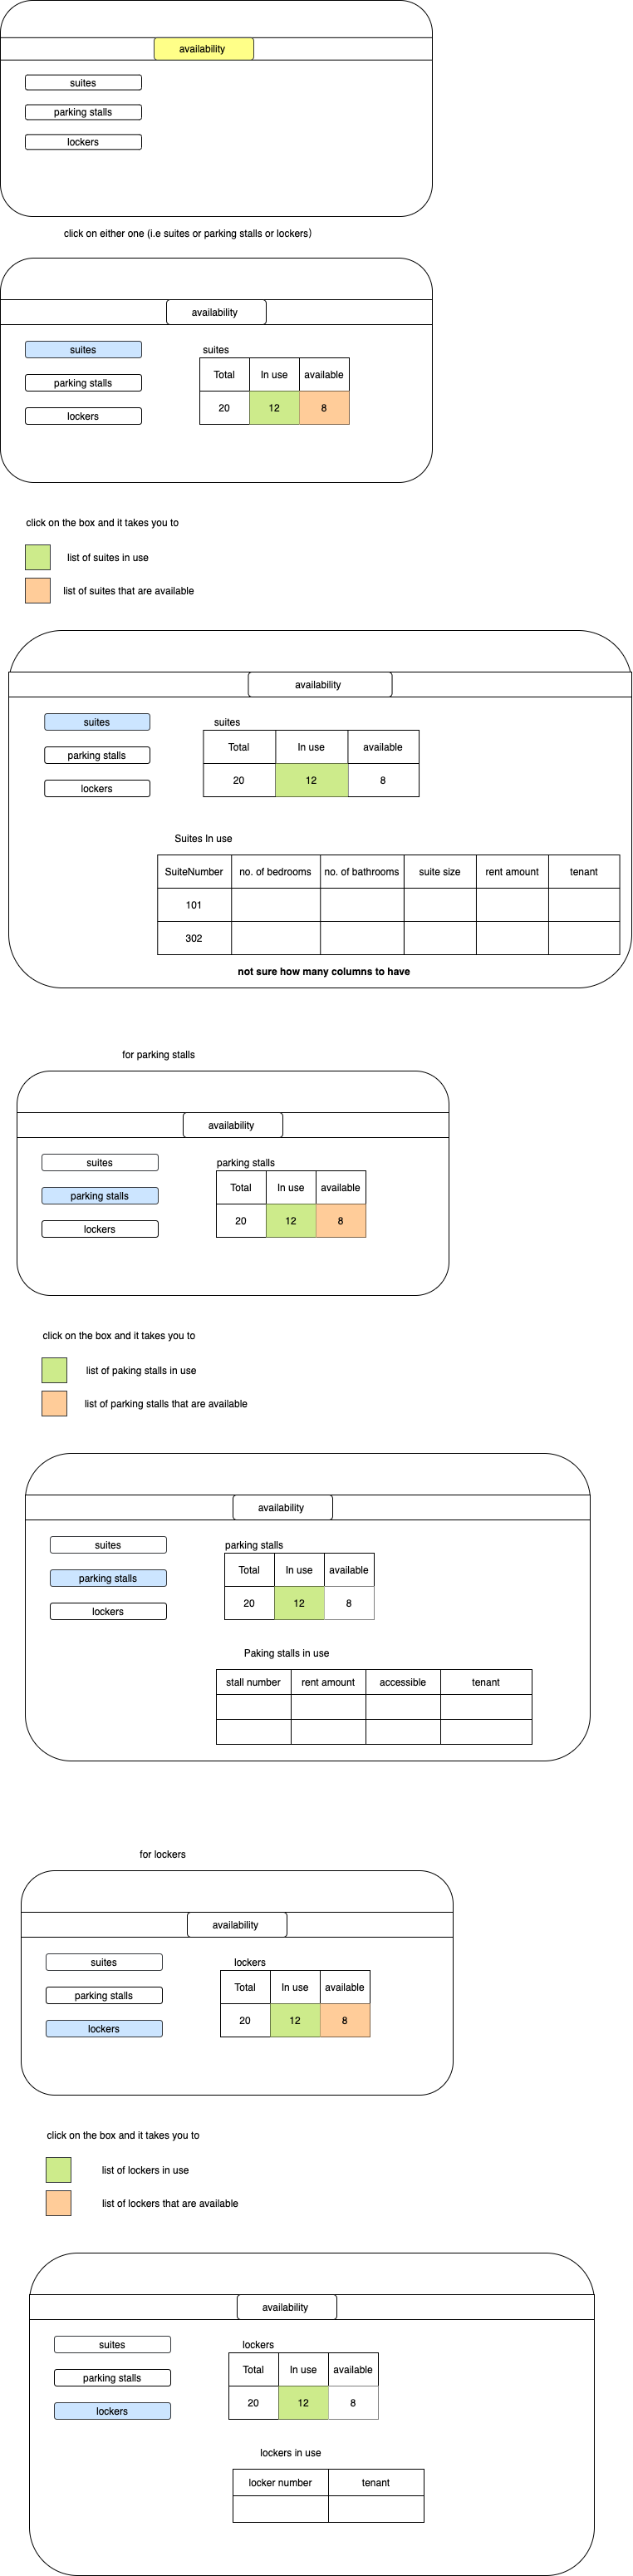 availability
suites
parking stalls
lockers
click on either one (i.e suites or parking stalls or lockers)
availability
suites
parking stalls
lockers
suites
Total In use available
20 12 8
click on the box and it takes you to
list of suites in use
list of suites that are available
availability
suites
parking stalls
lockers
suites
Total In use available
20 12 8
Suites In use
SuiteNumber no. of bedrooms no. of bathrooms suite size rent amount tenant
101
302
not sure how many columns to have
for parking stalls
availability
suites
parking stalls
lockers
parking stalls
Total In use available
20 12 8
click on the box and it takes you to
list of paking stalls in use
list of parking stalls that are available
availability
suites
parking stalls
lockers
parking stalls
Total In use available
20 12 8
Paking stalls in use
stall number rent amount accessible tenant
for lockers
availability
suites
parking stalls
lockers
lockers
Total In use available
20 12 8
click on the box and it takes you to
list of lockers in use
list of lockers that are available
availability
suites
parking stalls
lockers
lockers
Total In use available
20 12 8
lockers in use
locker number tenant